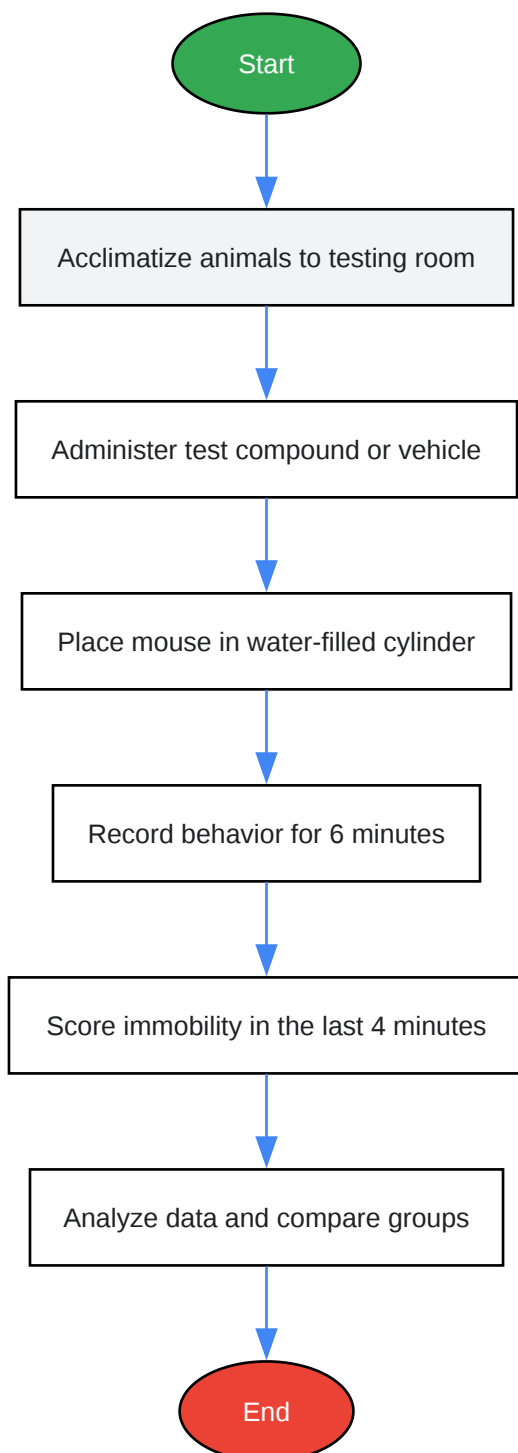 Start
Acclimatize animals to testing room
Administer test compound or vehicle
Place mouse in water-filled cylinder
Record behavior for 6 minutes
Score immobility in the last 4 minutes
Analyze data and compare groups
End